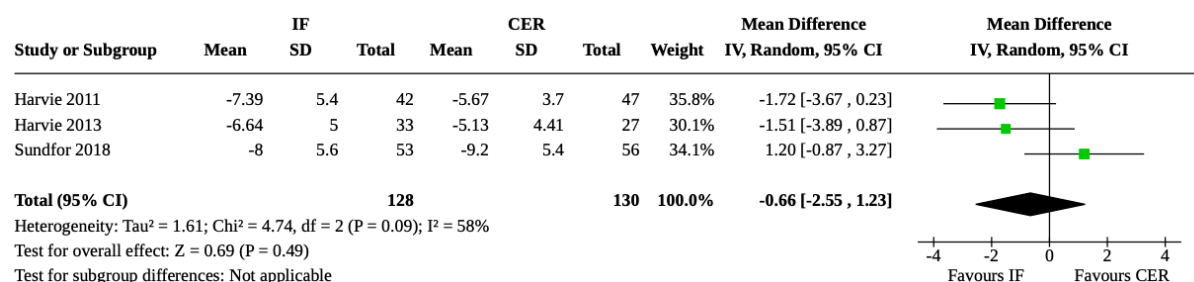 IF CER Mean Difference Mean Difference
Study or Subgroup Mean SD Total Mean SD Total Weight IV, Random, 95% CI IV, Random, 95% CI
Harvie 2011 -7.39 5.4 42 -5.67 3.7 47 35.8% -1.72 [-3.67 , 0.23]
Harvie 2013 -6.64 5 33 -5.13 4.41 27 30.1% -1.51 [-3.89 , 0.87]
Sundfor 2018 -8 5.6 53 -9.2 5.4 56 34.1% 1.20 [-0.87 , 3.27]
Total (95% CI) 128 130 100.0% -0.66 [-2.55 , 1.23]
Heterogeneity: Tau² = 1.61; Chi² = 4.74, df = 2 (P = 0.09); I² = 58%
Test for overall effect: Z = 0.69 (P = 0.49)
Test for subgroup differences: Not applicable
-4 -2 0 2 4
Favours IF Favours CER